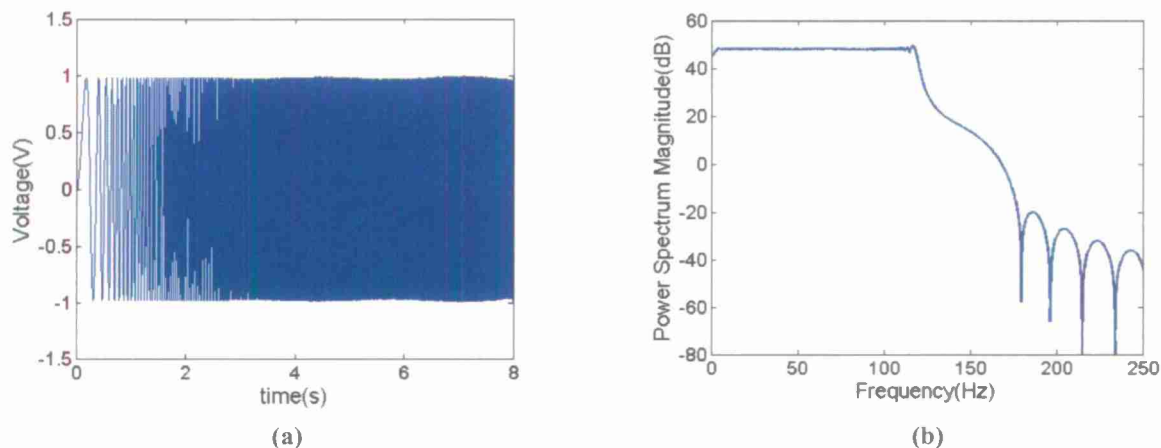 1.5
1
0.5
0
-0.5
-1
-1.5
Voltage(V)
0 2 4 6 8
time(s)
(a)
60
40
20
0
-20
-40
-60
-80
Power Spectrum Magnitude(dB)
0 50 100 150 200 250
Frequency(Hz)
(b)